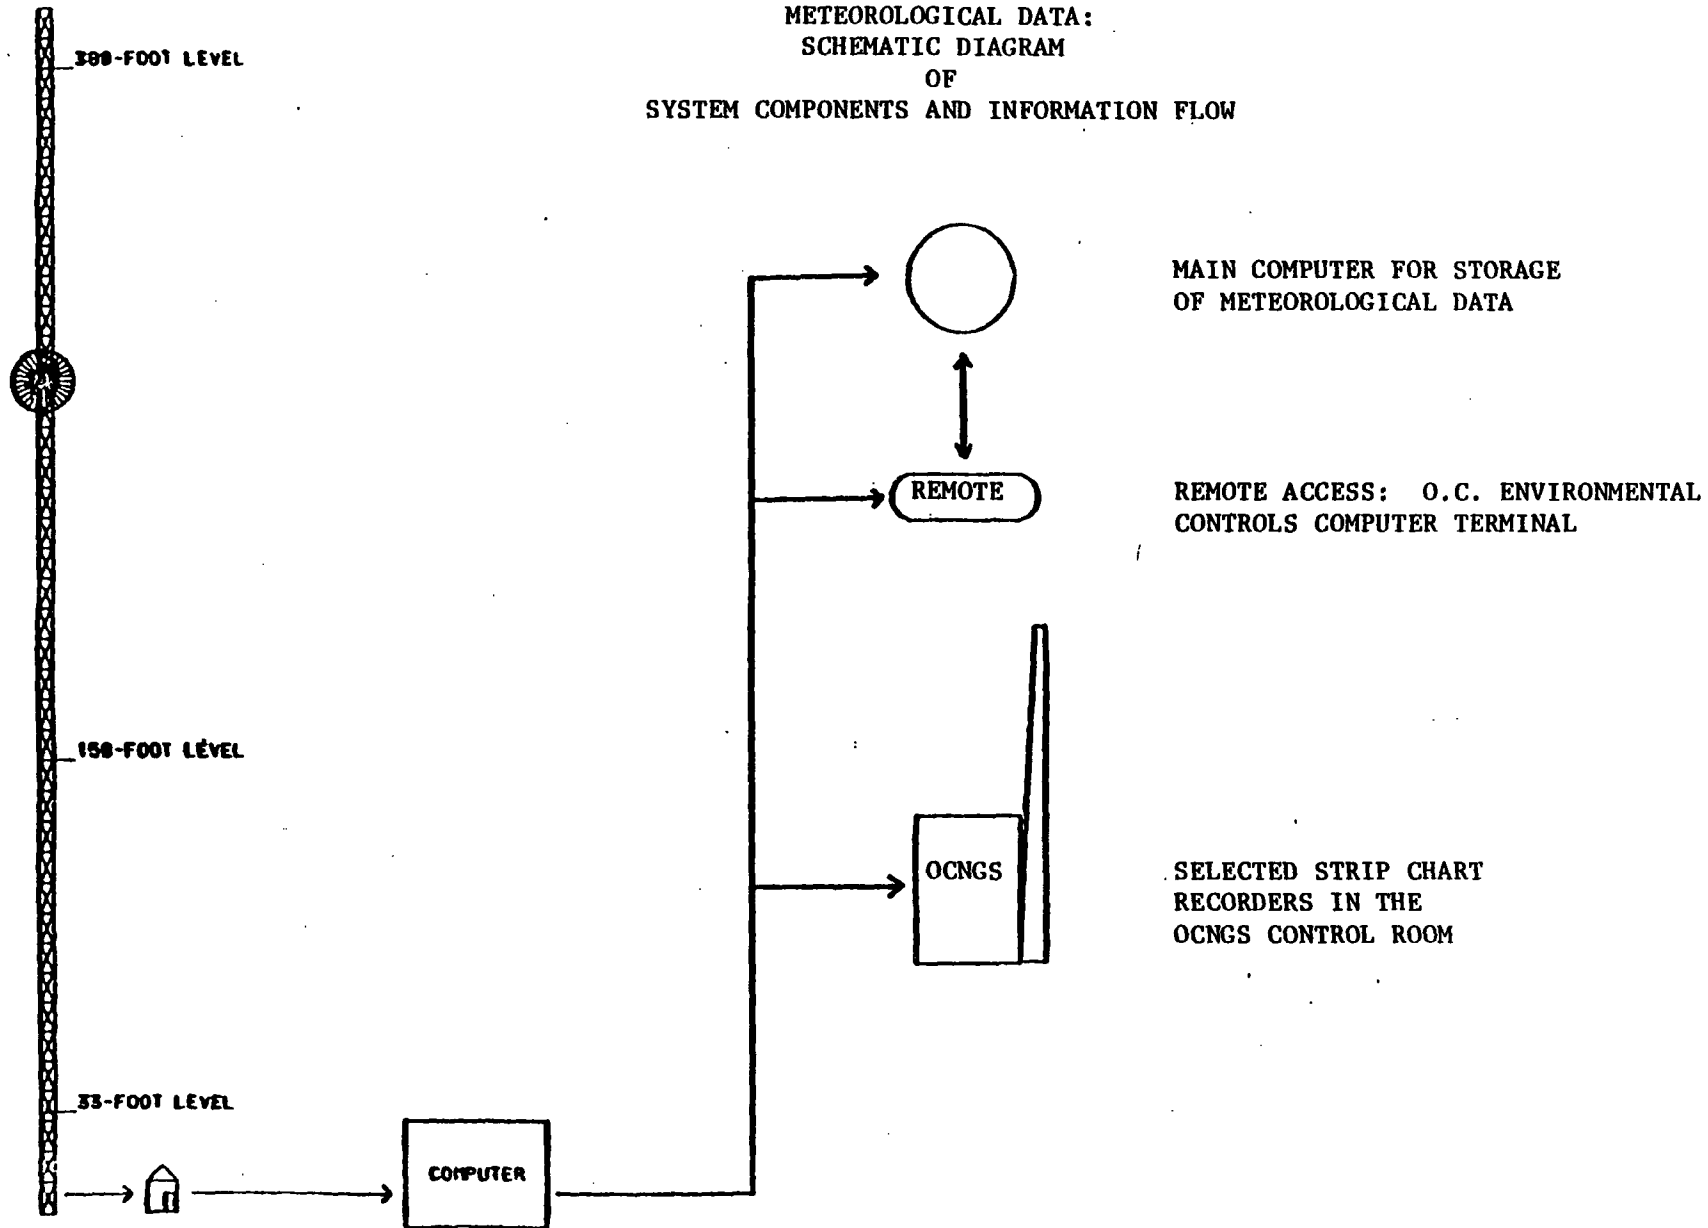 METEOROLOGICAL DATA:
SCHEMATIC DIAGRAM
OF
SYSTEM COMPONENTS AND INFORMATION FLOW
380-FOOT LEVEL
MAIN COMPUTER FOR STORAGE
OF METEOROLOGICAL DATA
REMOTE
REMOTE ACCESS: O.C. ENVIRONMENTAL
CONTROLS COMPUTER TERMINAL
150-FOOT LEVEL
OCNGS
SELECTED STRIP CHART
RECORDERS IN THE
OCNGS CONTROL ROOM
33-FOOT LEVEL
COMPUTER